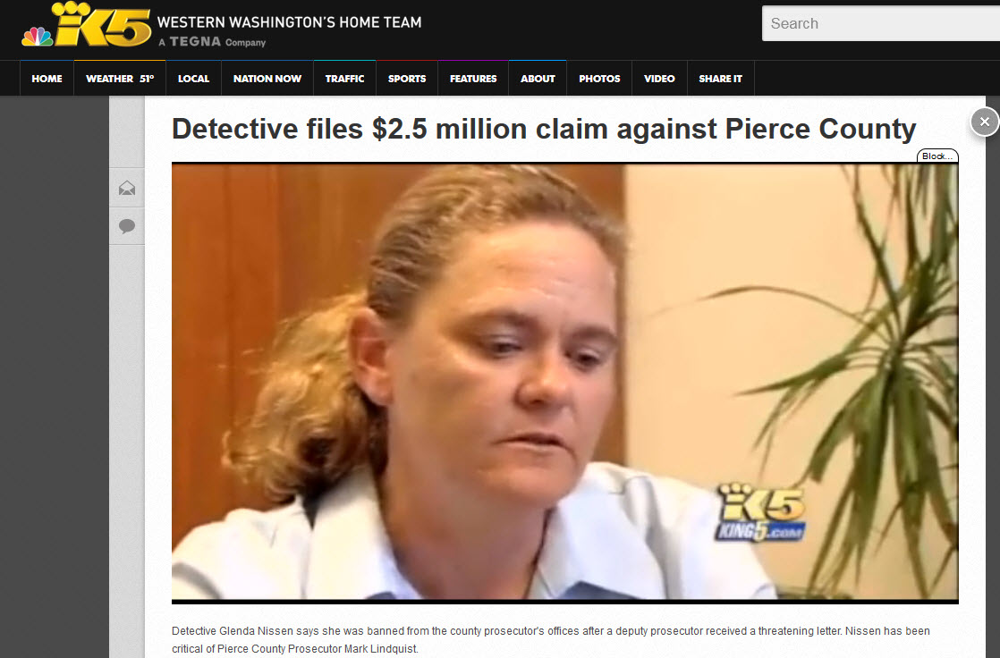 K5 WESTERN WASHINGTON'S HOME TEAM
A TEGNA Company
Search
HOME WEATHER 51° LOCAL NATION NOW TRAFFIC SPORTS FEATURES ABOUT PHOTOS VIDEO SHARE IT
Detective files $2.5 million claim against Pierce County
Block...
K5
KING5.COM
Detective Glenda Nissen says she was banned from the county prosecutor's offices after a deputy prosecutor received a threatening letter. Nissen has been
critical of Pierce County Prosecutor Mark Lindquist.